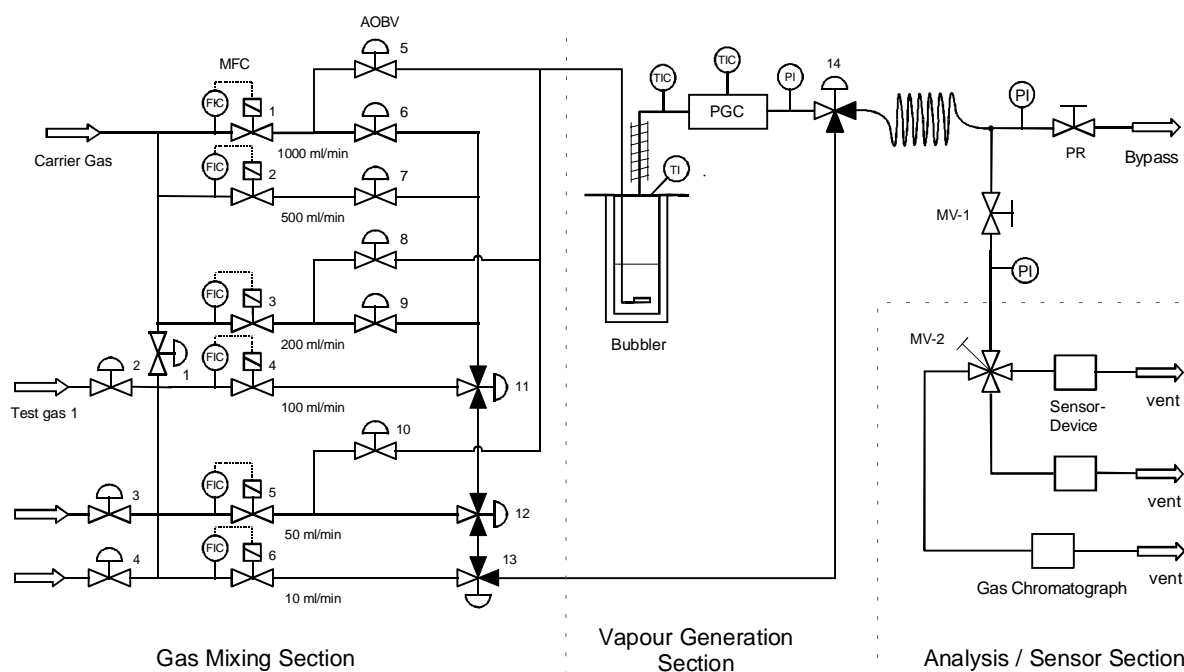 AOBV
5
14
MFC
TIC
TIC
PI
FIC
1
6
PGC
PI
Carrier Gas
1000 ml/min
PR
Bypass
FIC
2
7
TI
500 ml/min
MV-1
8
PI
FIC
3
9
200 ml/min
Bubbler
MV-2
2
1
FIC
4
11
Test gas 1
100 ml/min
Sensor-
Device
vent
10
3
FIC
5
12
vent
50 ml/min
4
FIC
6
13
10 ml/min
Gas Chromatograph
vent
Gas Mixing Section
Vapour Generation
Section
Analysis / Sensor Section